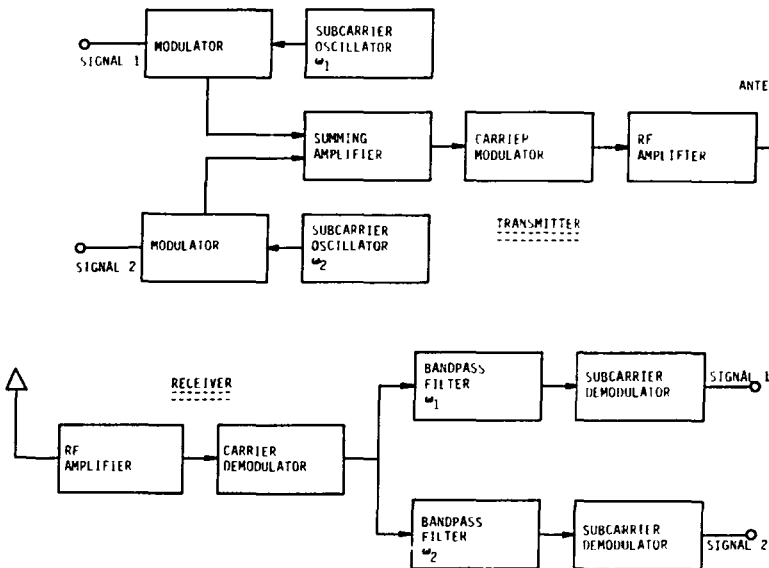 SIGNAL 1
MODULATOR
SUBCARRIER
OSCILLATOR
ω1
ANTE
SUMMING
AMPLIFIER
CARRIER
MODULATOR
RF
AMPLIFIER
SIGNAL 2
MODULATOR
SUBCARRIER
OSCILLATOR
ω2
TRANSMITTER
RECEIVER
RF
AMPLIFIER
CARRIER
DEMODULATOR
BANDPASS
FILTER
ω1
SUBCARRIER
DEMODULATOR
SIGNAL 1
BANDPASS
FILTER
ω2
SUBCARRIER
DEMODULATOR
SIGNAL 2